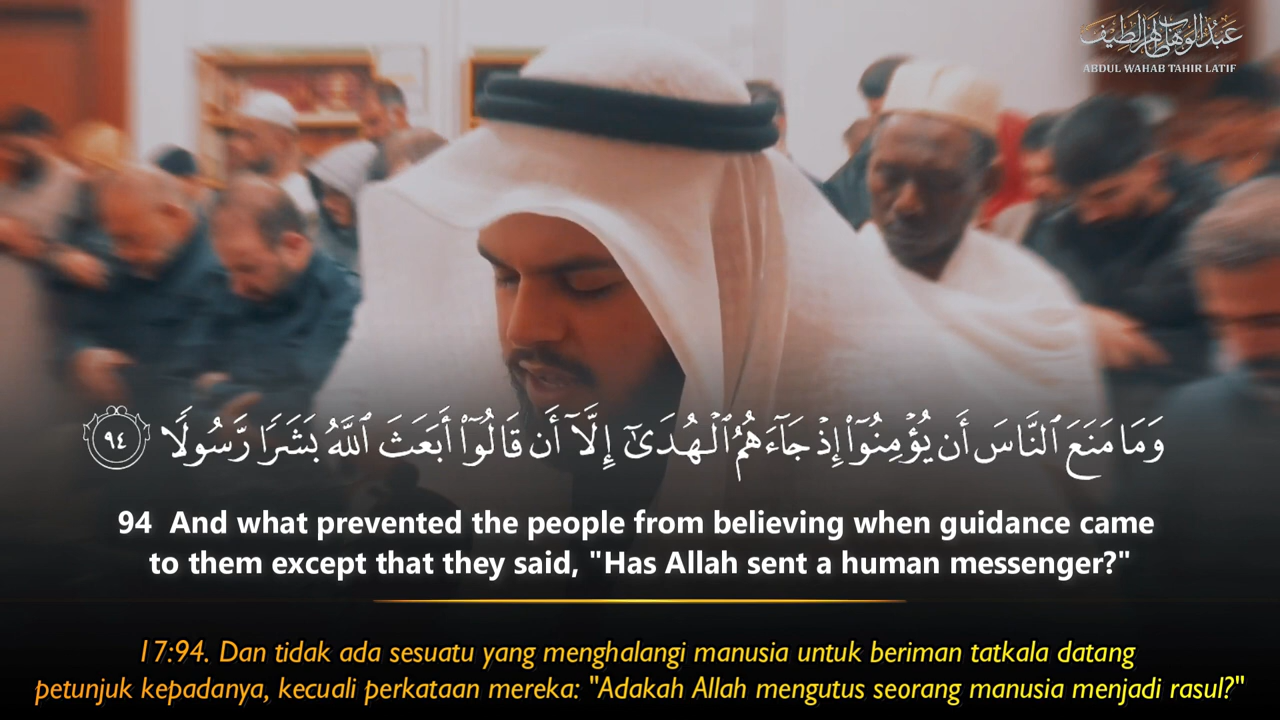 عبد الوهاب طاهر لطيف
ABDUL WAHAB TAHIR LATIF
وَمَا مَنَعَ ٱلنَّاسَ أَن يُؤْمِنُوٓا۟ إِذْ جَآءَهُمُ ٱلْهُدَىٰٓ إِلَّآ أَن قَالُوٓا۟ أَبَعَثَ ٱللَّهُ بَشَرًا رَّسُولًا ٩٤
94 And what prevented the people from believing when guidance came
to them except that they said, "Has Allah sent a human messenger?"
17:94. Dan tidak ada sesuatu yang menghalangi manusia untuk beriman tatkala datang
petunjuk kepadanya, kecuali perkataan mereka: "Adakah Allah mengutus seorang manusia menjadi rasul?"